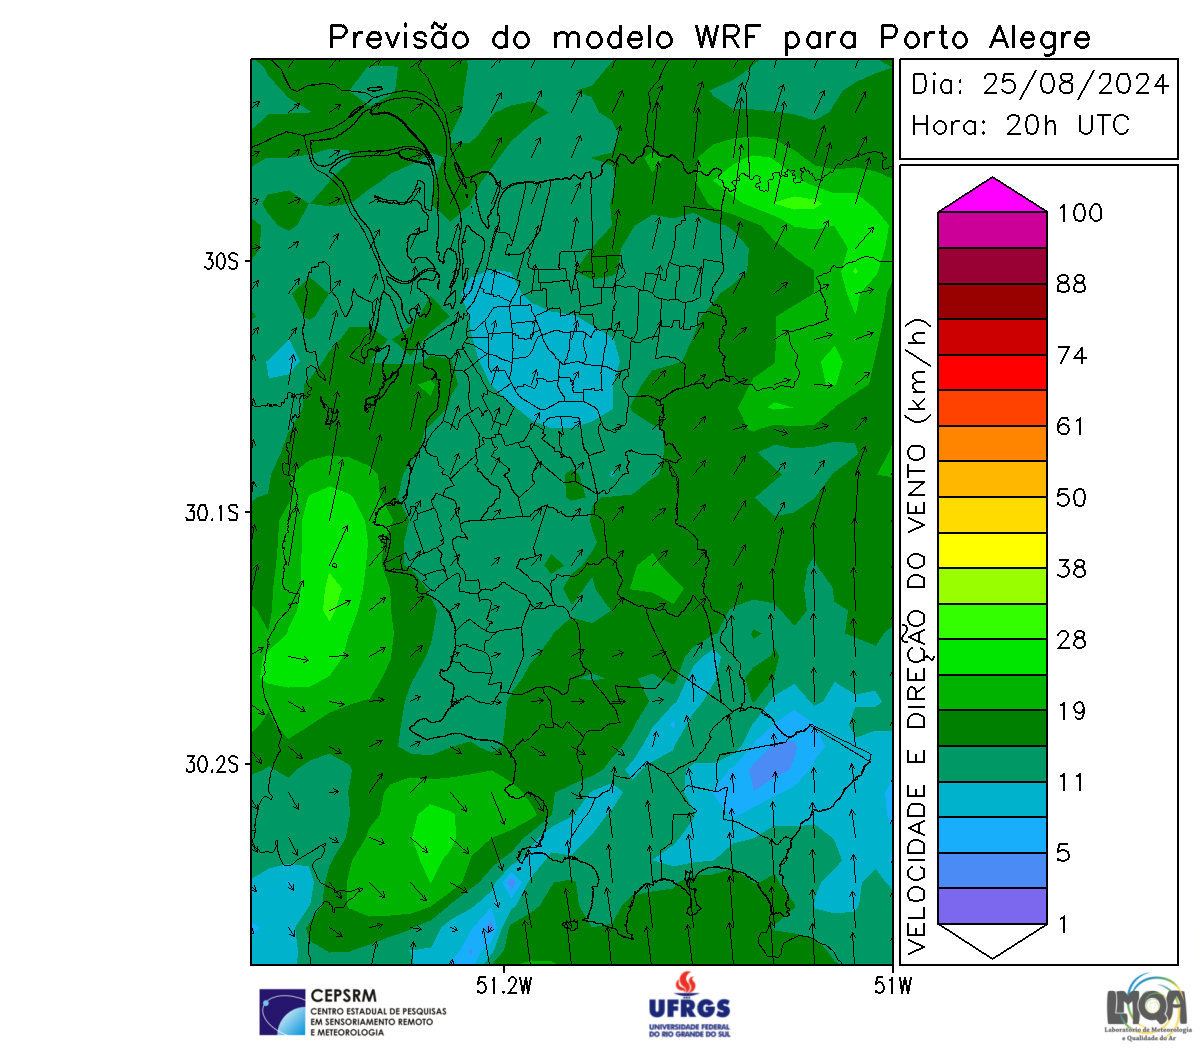 Previsão do modelo WRF para Porto Alegre
Dia: 25/08/2024
Hora: 20h UTC
100
88
74
61
50
38
28
19
11
5
1
VELOCIDADE E DIREÇÃO DO VENTO (km/h)
30S
30.1S
30.2S
51.2W
51W
CEPSRM
CENTRO ESTADUAL DE PESQUISAS
EM SENSORIAMENTO REMOTO
E METEOROLOGIA
UFRGS
UNIVERSIDADE FEDERAL
DO RIO GRANDE DO SUL
LMQA
Laboratório de Meteorologia
e Qualidade do Ar